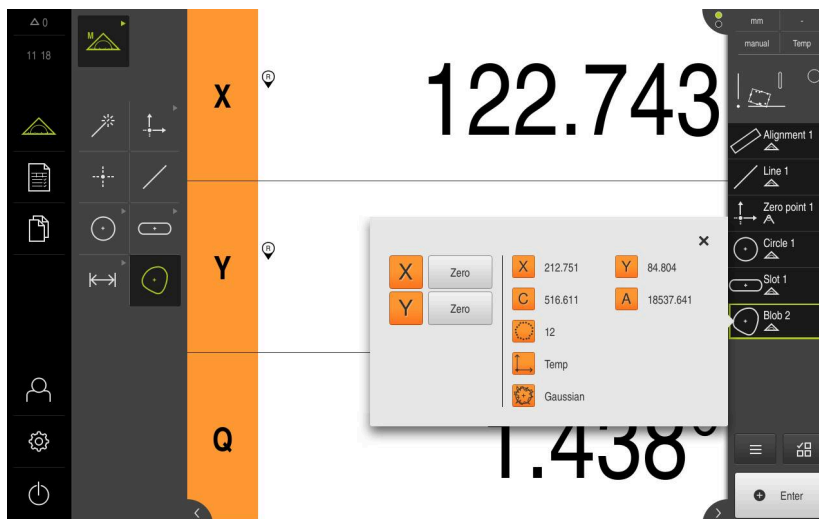 0
11 18
M
X
R
122.743
Y
R
Q
1.438°
X Zero
Y Zero
X 212.751 Y 84.804
C 516.611 A 18537.641
12
Temp
Gaussian
mm -
manual Temp
Alignment 1
Line 1
Zero point 1
Circle 1
Slot 1
Blob 2
Enter